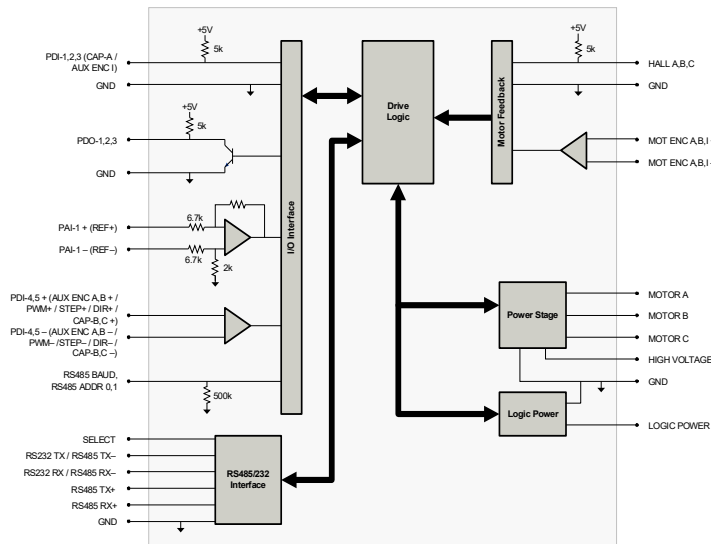 +5V
5k
PDI-1,2,3 (CAP-A /
AUX ENC I)
GND
+5V
5k
PDO-1,2,3
GND
PAI-1 + (REF+)
6.7k
PAI-1 – (REF–)
6.7k
2k
PDI-4,5 + (AUX ENC A,B + /
PWM+ / STEP+ / DIR+ /
CAP-B,C +)
PDI-4,5 – (AUX ENC A,B – /
PWM– /STEP– / DIR– /
CAP-B,C –)
RS485 BAUD,
RS485 ADDR 0,1
500k
I/O Interface
SELECT
RS232 TX / RS485 TX–
RS232 RX / RS485 RX–
RS485 TX+
RS485 RX+
GND
RS485/232
Interface
Drive
Logic
Motor Feedback
+5V
5k
HALL A,B,C
GND
MOT ENC A,B,I
MOT ENC A,B,I -
Power Stage
MOTOR A
MOTOR B
MOTOR C
HIGH VOLTAGE
GND
Logic Power
LOGIC POWER